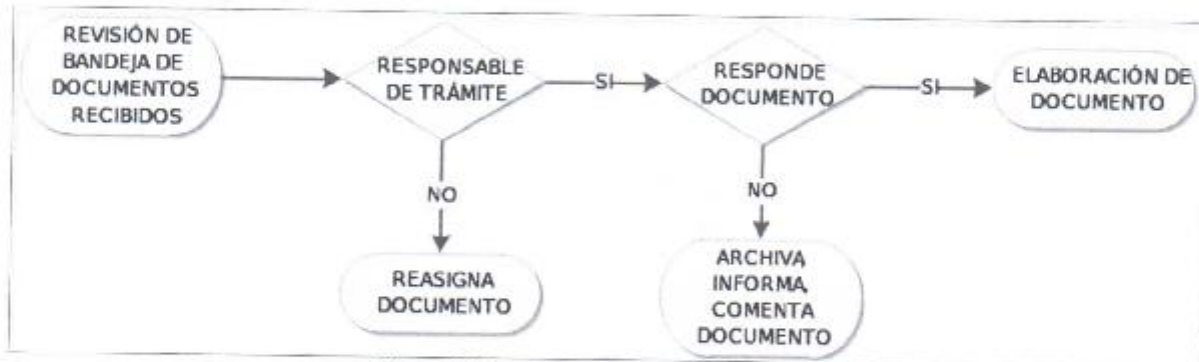 REVISIÓN DE
BANDEJA DE
DOCUMENTOS
RECIBIDOS
RESPONSABLE
DE TRÁMITE
SI
RESPONDE
DOCUMENTO
SI
ELABORACIÓN DE
DOCUMENTO
NO
REASIGNA
DOCUMENTO
NO
ARCHIVA
INFORMA,
COMENTA
DOCUMENTO